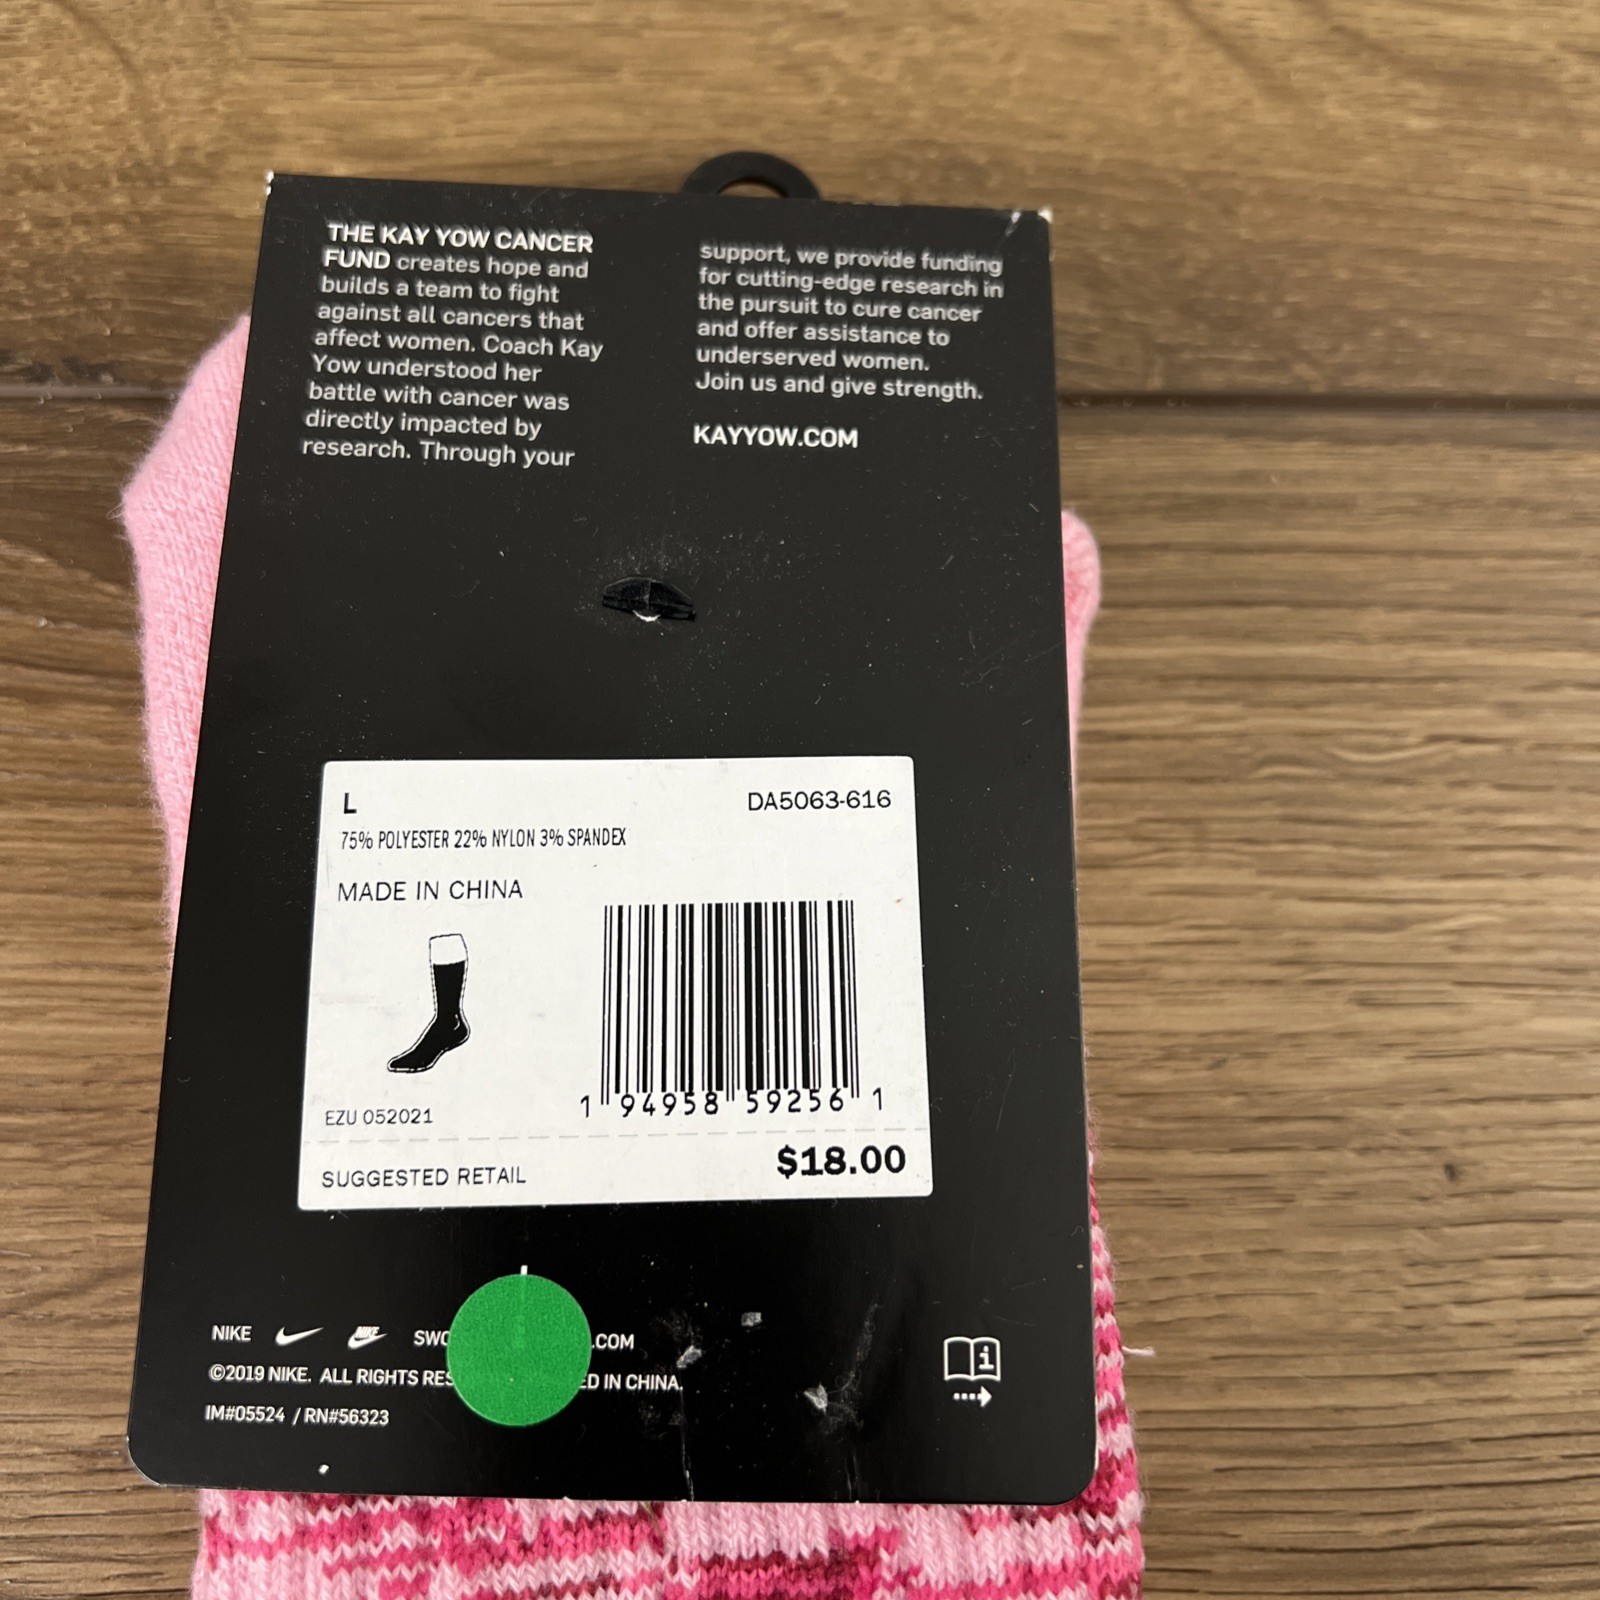 THE KAY YOW CANCER
FUND creates hope and
builds a team to fight
against all cancers that
affect women. Coach Kay
Yow understood her
battle with cancer was
directly impacted by
research. Through your
support, we provide funding
for cutting-edge research in
the pursuit to cure cancer
and offer assistance to
underserved women.
Join us and give strength.
KAYYOW.COM
L
DA5063-616
75% POLYESTER 22% NYLON 3% SPANDEX
MADE IN CHINA
EZU 052021
1 94958 59256 1
SUGGESTED RETAIL
$18.00
NIKE NIKE .COM
©2019 NIKE. ALL RIGHTS IN CHINA.
IM#05524 / RN#56323
i